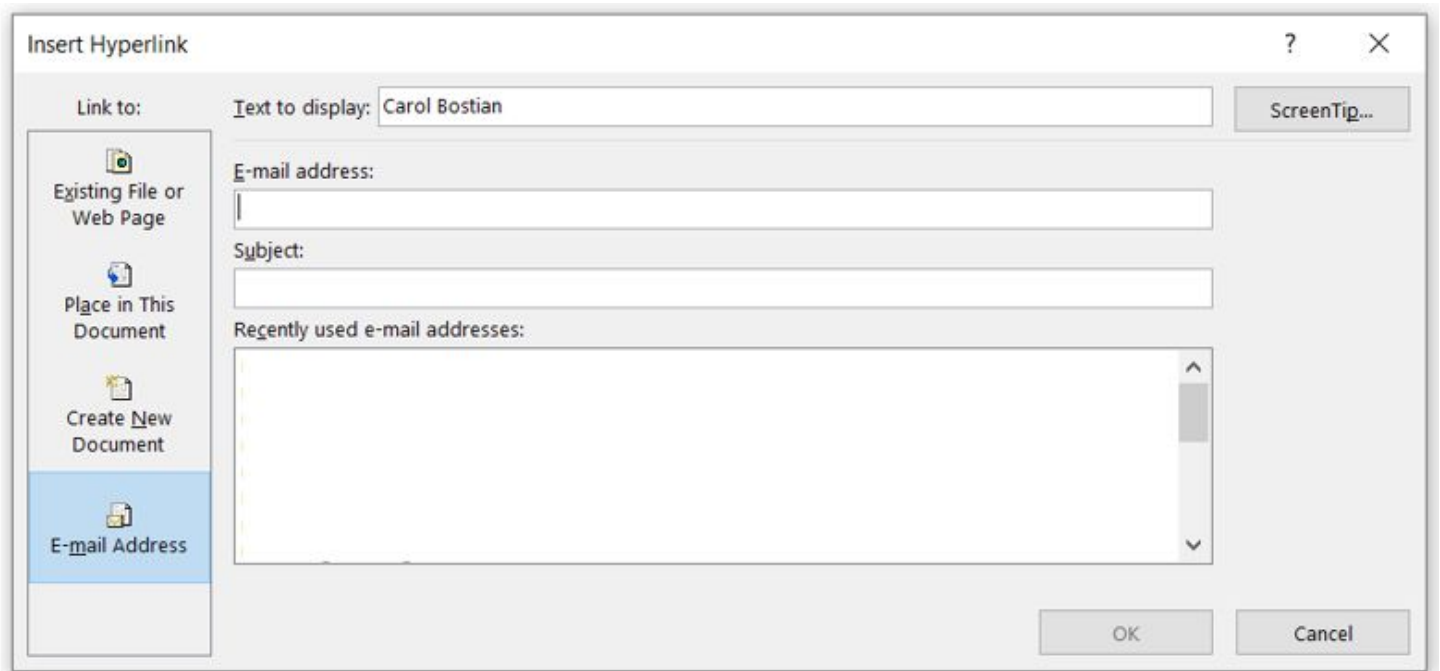 Insert Hyperlink
?
Link to:
Text to display:
Carol Bostian
ScreenTip...
Existing File or
Web Page
Place in This
Document
Create New
Document
E-mail Address
E-mail address:
Subject:
Recently used e-mail addresses:
OK
Cancel